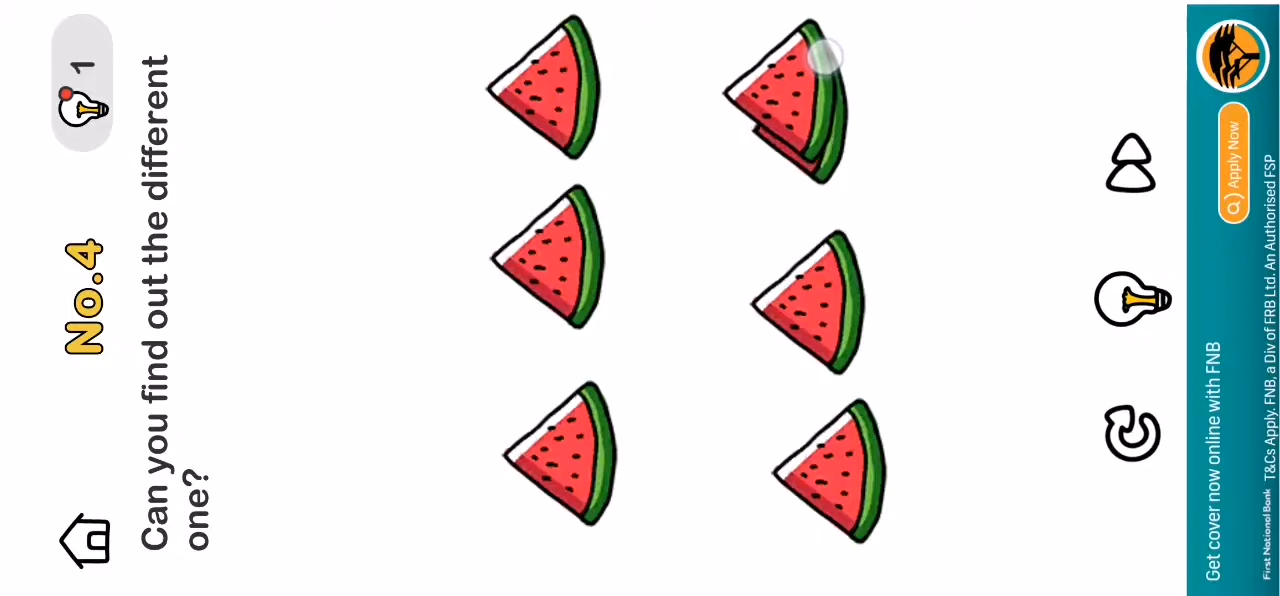 No.4
1
Can you find out the different
one?
Get cover now online with FNB
Apply Now
First National Bank T&Cs Apply. FNB, a Div of FRB Ltd. An Authorised FSP